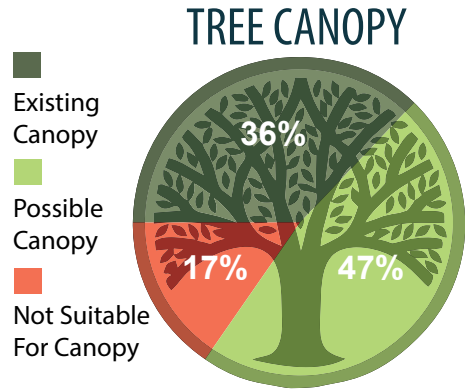 TREE CANOPY
Existing
Canopy
Possible
Canopy
Not Suitable
For Canopy
36%
17%
47%